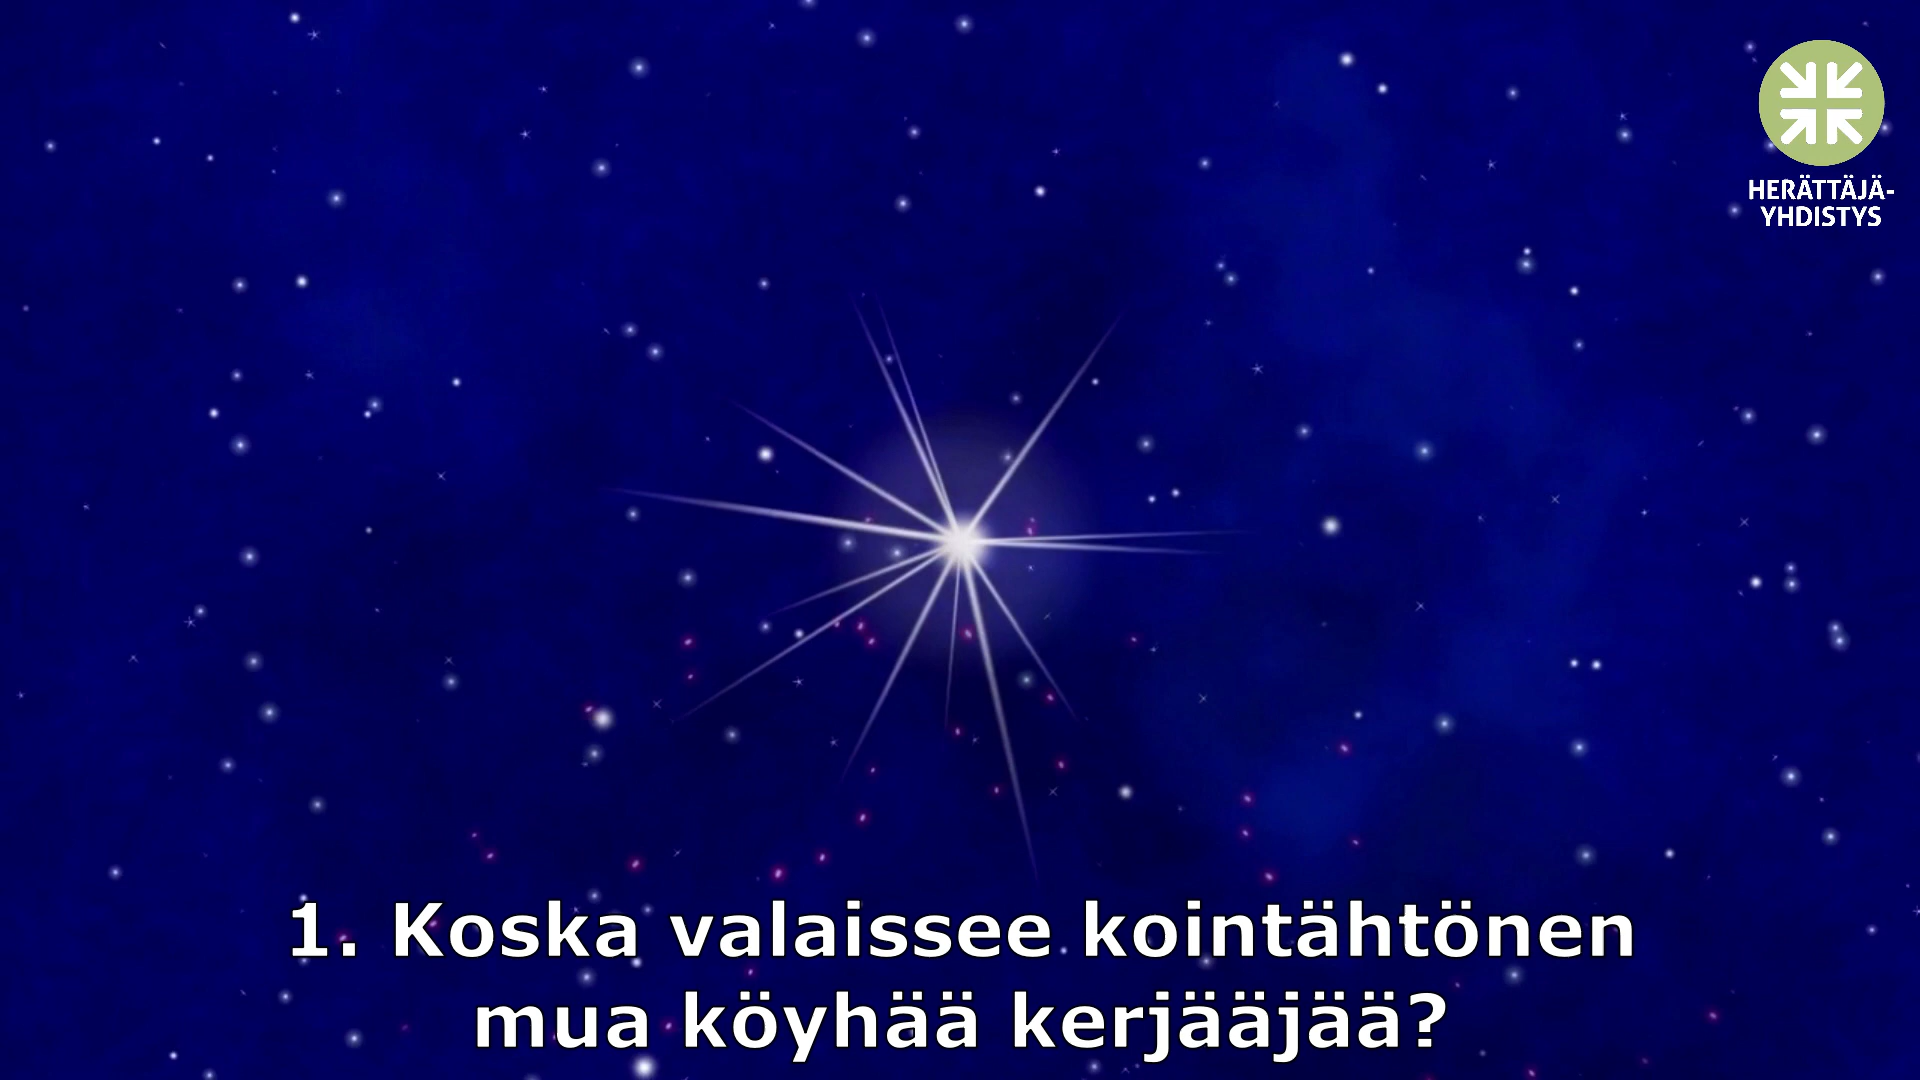 HERÄTTÄJÄ-
YHDISTYS
1. Koska valaissee kointähtönen
mua köyhää kerjääjää?